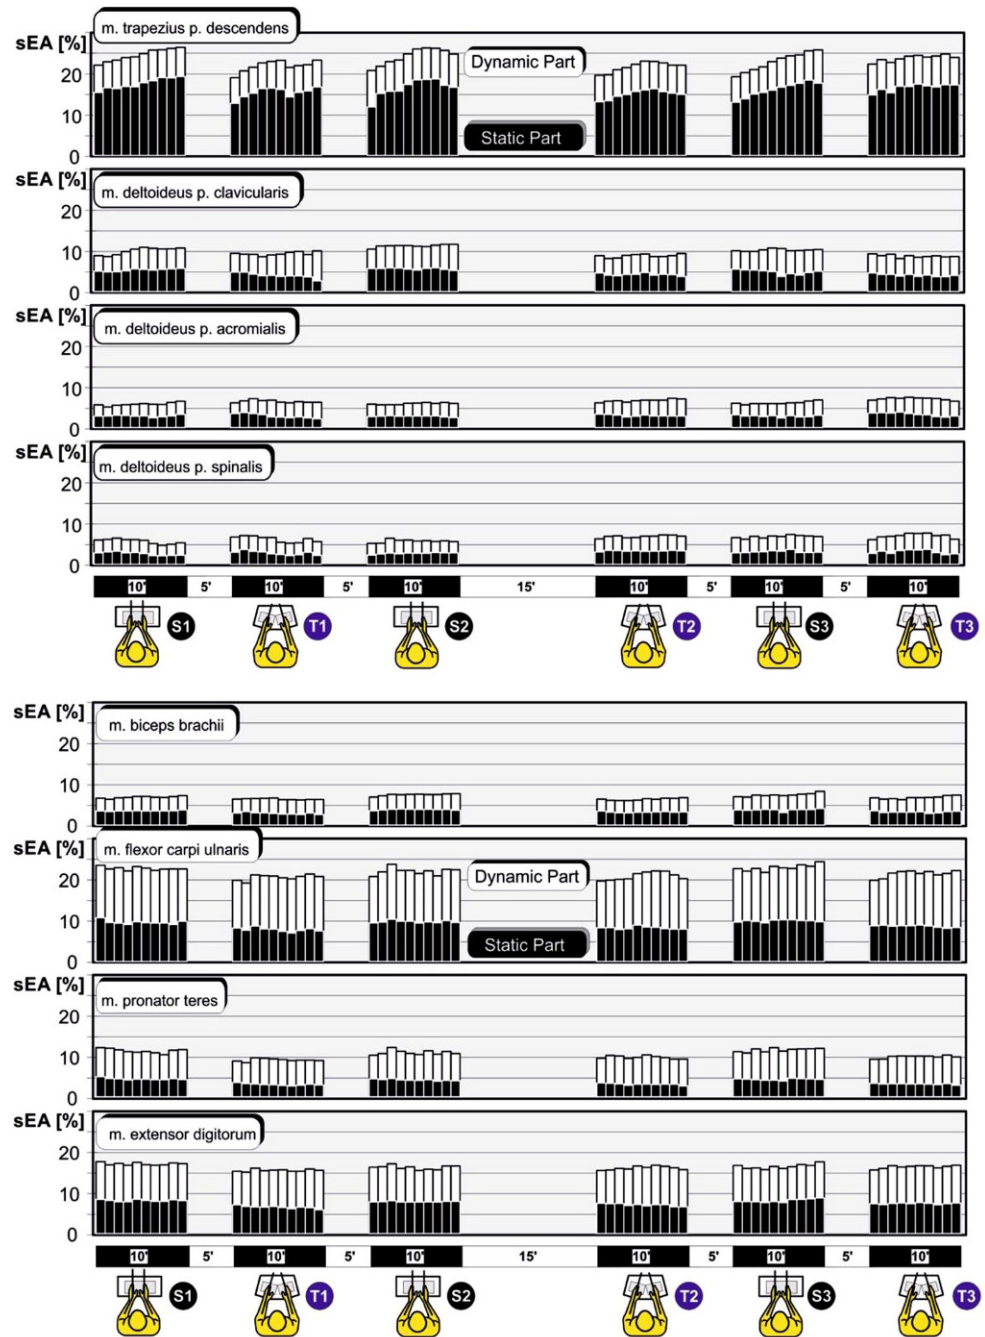 m. trapezius p. descendens
sEA [%]
20
10
0
Dynamic Part
Static Part
sEA [%]
m. deltoideus p. clavicularis
20
10
0
sEA [%]
m. deltoideus p. acromialis
20
10
0
sEA [%]
m. deltoideus p. spinalis
20
10
0
10' 5' 10' 5' 10' 15' 10' 5' 10' 5' 10'
S1 T1 S2 T2 S3 T3
sEA [%]
m. biceps brachii
20
10
0
sEA [%]
m. flexor carpi ulnaris
20
10
0
Dynamic Part
Static Part
sEA [%]
m. pronator teres
20
10
0
sEA [%]
m. extensor digitorum
20
10
0
10' 5' 10' 5' 10' 15' 10' 5' 10' 5' 10'
S1 T1 S2 T2 S3 T3